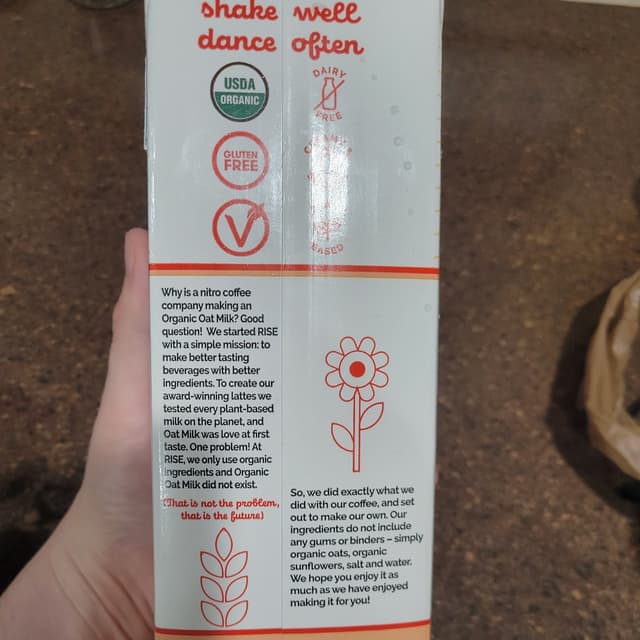 shake well
dance often
USDA
ORGANIC
DAIRY
FREE
GLUTEN
FREE
V
BASED
Why is a nitro coffee
company making an
Organic Oat Milk? Good
question! We started RISE
with a simple mission: to
make better tasting
beverages with better
ingredients. To create our
award-winning lattes we
tested every plant-based
milk on the planet, and
Oat Milk was love at first
taste. One problem! At
RISE, we only use organic
ingredients and Organic
Oat Milk did not exist.
(That is not the problem,
that is the future)
So, we did exactly what we
did with our coffee, and set
out to make our own. Our
ingredients do not include
any gums or binders – simply
organic oats, organic
sunflowers, salt and water.
We hope you enjoy it as
much as we have enjoyed
making it for you!